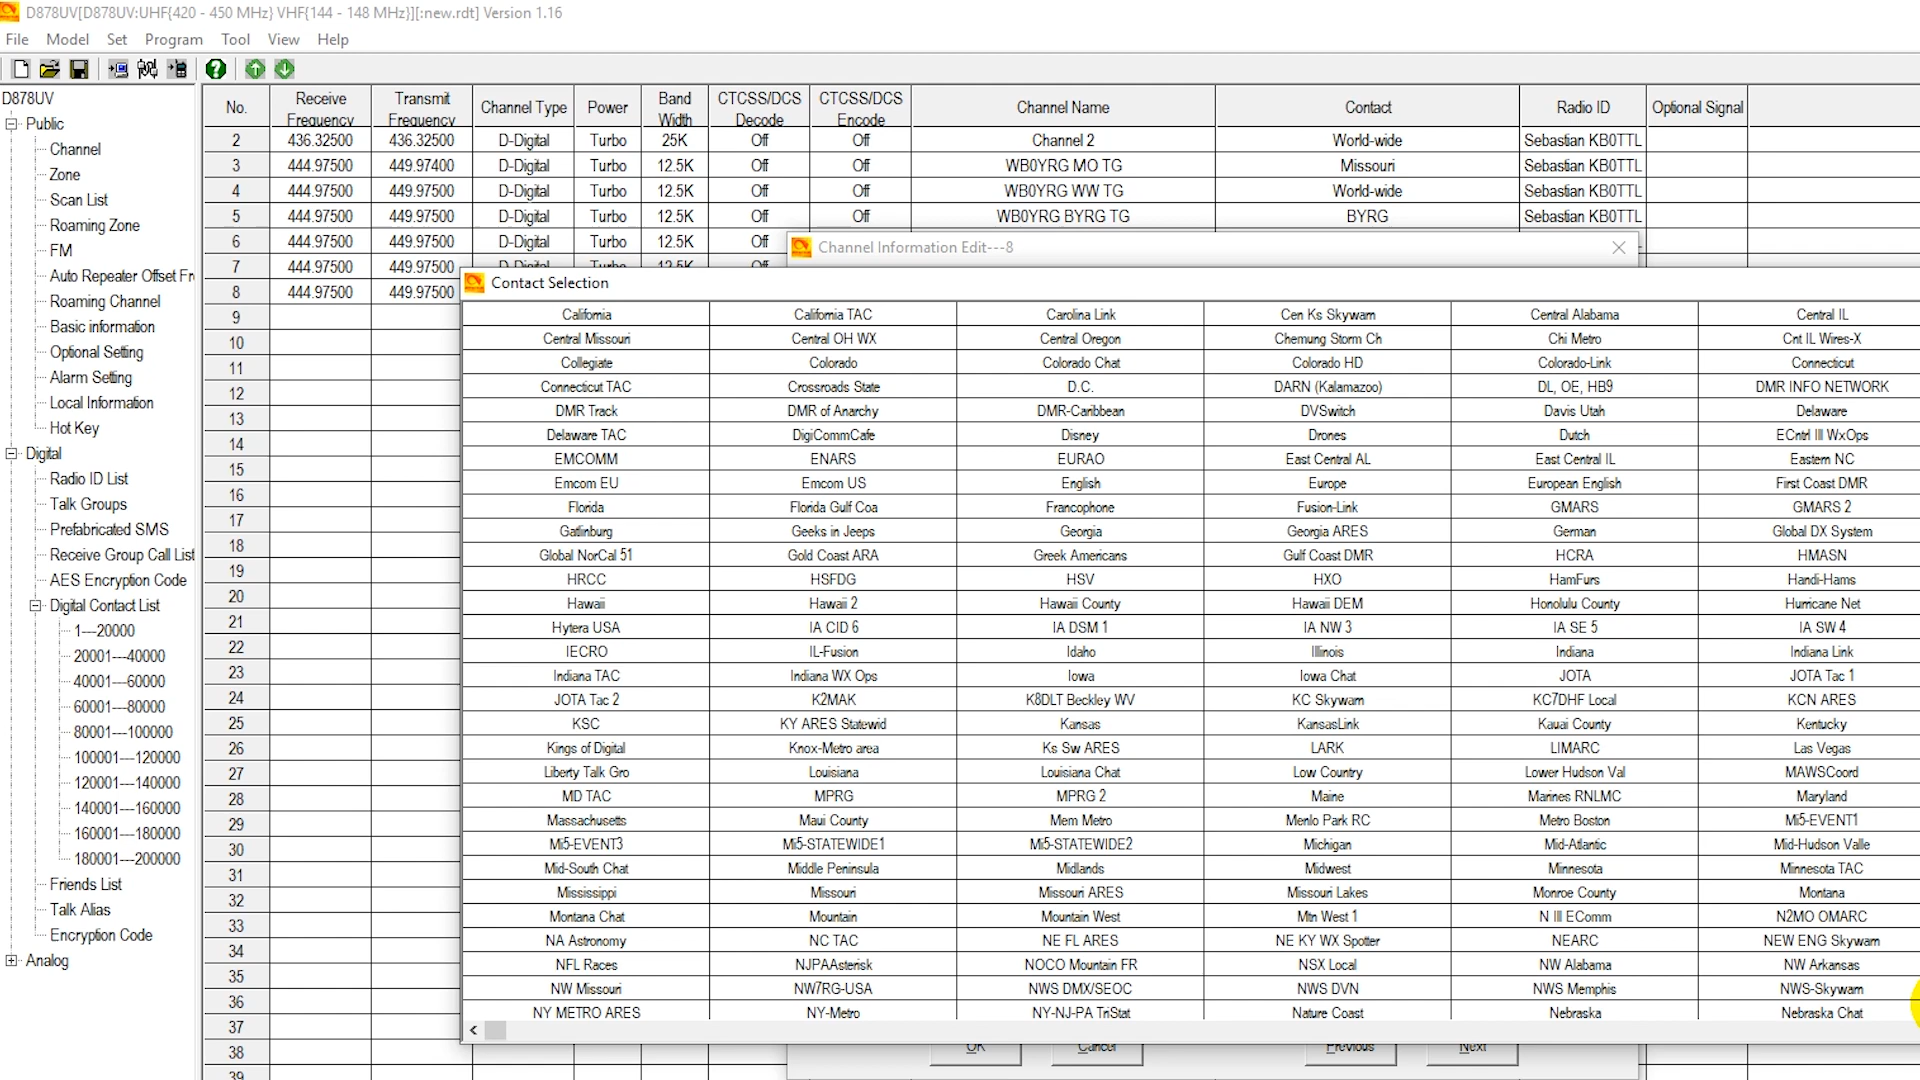 D878UV[D878UV:UHF{420 - 450 MHz} VHF{144 - 148 MHz}][:new.rdt] Version 1.16
File Model Set Program Tool View Help
D878UV
Public
Channel
Zone
Scan List
Roaming Zone
FM
Auto Repeater Offset Fr
Roaming Channel
Basic information
Optional Setting
Alarm Setting
Local Information
Hot Key
Digital
Radio ID List
Talk Groups
Prefabricated SMS
Receive Group Call List
AES Encryption Code
Digital Contact List
1---20000
20001---40000
40001---60000
60001---80000
80001---100000
100001---120000
120001---140000
140001---160000
160001---180000
180001---200000
Friends List
Talk Alias
Encryption Code
Analog
No. Receive Frequency Transmit Frequency Channel Type Power Band Width CTCSS/DCS Decode CTCSS/DCS Encode Channel Name Contact Radio ID Optional Signal
2 436.32500 436.32500 D-Digital Turbo 25K Off Off Channel 2 World-wide Sebastian KB0TTL
3 444.97500 449.97400 D-Digital Turbo 12.5K Off Off WB0YRG MO TG Missouri Sebastian KB0TTL
4 444.97500 449.97500 D-Digital Turbo 12.5K Off Off WB0YRG WW TG World-wide Sebastian KB0TTL
5 444.97500 449.97500 D-Digital Turbo 12.5K Off Off WB0YRG BYRG TG BYRG Sebastian KB0TTL
6 444.97500 449.97500 D-Digital Turbo 12.5K Off
7 444.97500 449.97500 D-Digital Turbo 12.5K Off
8 444.97500 449.97500
9
10
11
12
13
14
15
16
17
18
19
20
21
22
23
24
25
26
27
28
29
30
31
32
33
34
35
36
37
38
39
Channel Information Edit---8
Contact Selection
California California TAC Carolina Link Cen Ks Skywarn Central Alabama Central IL
Central Missouri Central OH WX Central Oregon Chemung Storm Ch Chi Metro Cnt IL Wires-X
Collegiate Colorado Colorado Chat Colorado HD Colorado-Link Connecticut
Connecticut TAC Crossroads State D.C. DARN (Kalamazoo) DL, OE, HB9 DMR INFO NETWORK
DMR Track DMR of Anarchy DMR-Caribbean DVSwitch Davis Utah Delaware
Delaware TAC DigiCommCafe Disney Drones Dutch ECntrl Ill WxOps
EMCOMM ENARS EURAO East Central AL East Central IL Eastern NC
Emcom EU Emcom US English Europe European English First Coast DMR
Florida Florida Gulf Coa Francophone Fusion-Link GMARS GMARS 2
Gatlinburg Geeks in Jeeps Georgia Georgia ARES German Global DX System
Global NorCal 51 Gold Coast ARA Greek Americans Gulf Coast DMR HCRA HMASN
HRCC HSFDG HSV HXO HamFurs Handi-Hams
Hawaii Hawaii 2 Hawaii County Hawaii DEM Honolulu County Hurricane Net
Hytera USA IA CID 6 IA DSM 1 IA NW 3 IA SE 5 IA SW 4
IECRO IL-Fusion Idaho Illinois Indiana Indiana Link
Indiana TAC Indiana WX Ops Iowa Iowa Chat JOTA JOTA Tac 1
JOTA Tac 2 K2MAK K8DLT Beckley WV KC Skywarn KC7DHF Local KCN ARES
KSC KY ARES Statewid Kansas KansasLink Kauai County Kentucky
Kings of Digital Knox-Metro area Ks Sw ARES LARK LIMARC Las Vegas
Liberty Talk Gro Louisiana Louisiana Chat Low Country Lower Hudson Val MAWSCoord
MD TAC MPRG MPRG 2 Maine Marines RNLMC Maryland
Massachusetts Maui County Mem Metro Menlo Park RC Metro Boston Mi5-EVENT1
Mi5-EVENT3 Mi5-STATEWIDE1 Mi5-STATEWIDE2 Michigan Mid-Atlantic Mid-Hudson Valle
Mid-South Chat Middle Peninsula Midlands Midwest Minnesota Minnesota TAC
Mississippi Missouri Missouri ARES Missouri Lakes Monroe County Montana
Montana Chat Mountain Mountain West Mtn West 1 N Ill EComm N2MO OMARC
NA Astronomy NC TAC NE FL ARES NE KY WX Spotter NEARC NEW ENG Skywarn
NFL Races NJPAAsterisk NOCO Mountain FR NSX Local NW Alabama NW Arkansas
NW Missouri NW7RG-USA NWS DMX/SEOC NWS DVN NWS Memphis NWS-Skywarn
NY METRO ARES NY-Metro NY-NJ-PA TriStat Nature Coast Nebraska Nebraska Chat
OK Cancel Previous Next